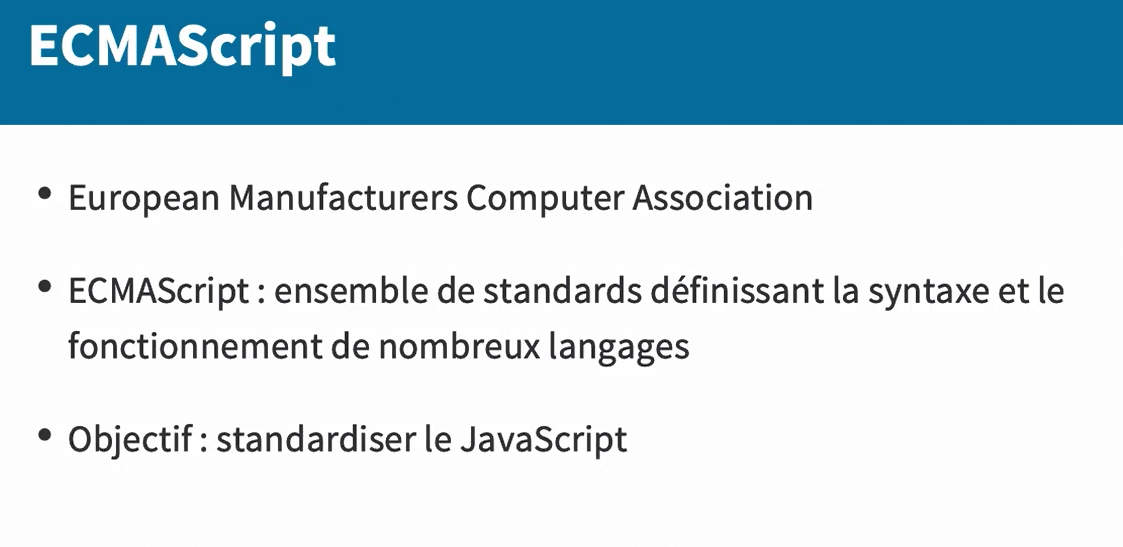 ECMAScript
• European Manufacturers Computer Association
• ECMAScript : ensemble de standards définissant la syntaxe et le
fonctionnement de nombreux langages
• Objectif : standardiser le JavaScript